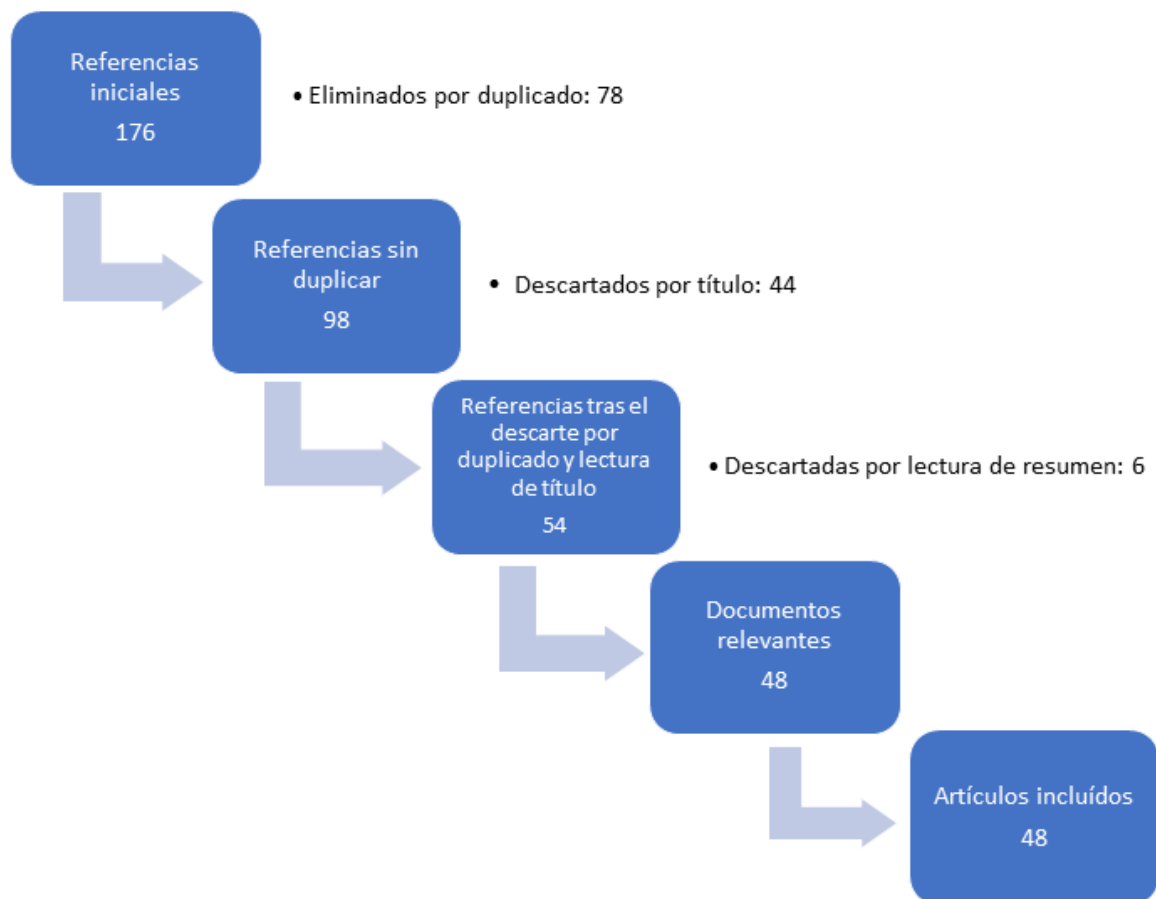 Referencias
iniciales
176
• Eliminados por duplicado: 78
Referencias sin
duplicar
98
• Descartados por título: 44
Referencias tras el
descarte por
duplicado y lectura
de título
54
• Descartadas por lectura de resumen: 6
Documentos
relevantes
48
Artículos incluídos
48